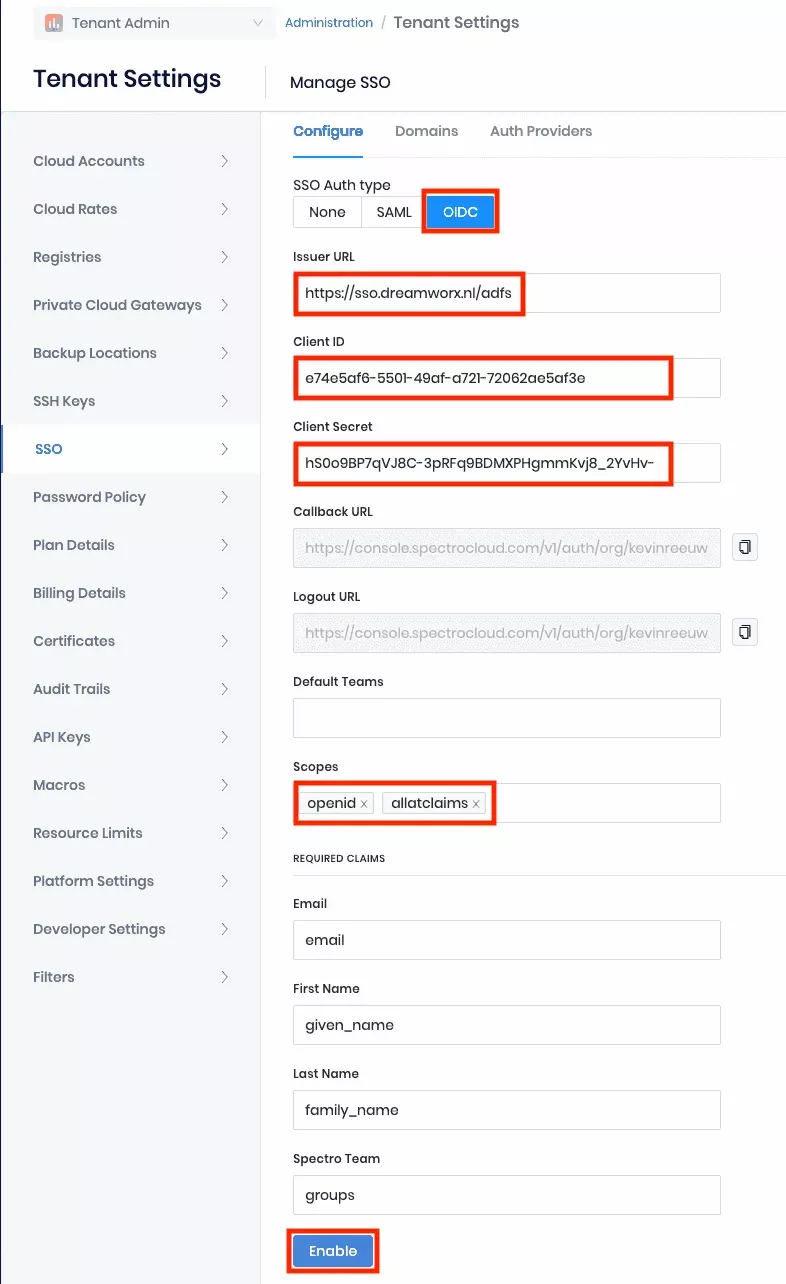 Tenant Admin
Administration / Tenant Settings
Tenant Settings
Manage SSO
Cloud Accounts
Cloud Rates
Registries
Private Cloud Gateways
Backup Locations
SSH Keys
SSO
Password Policy
Plan Details
Billing Details
Certificates
Audit Trails
API Keys
Macros
Resource Limits
Platform Settings
Developer Settings
Filters
Configure Domains Auth Providers
SSO Auth type
None SAML OIDC
Issuer URL
https://sso.dreamworx.nl/adfs
Client ID
e74e5af6-5501-49af-a721-72062ae5af3e
Client Secret
hS0o9BP7qVJ8C-3pRFq9BDMXPHgmmKvj8_2YvHv-
Callback URL
https://console.spectrocloud.com/v1/auth/org/kevinreeuw
Logout URL
https://console.spectrocloud.com/v1/auth/org/kevinreeuw
Default Teams
Scopes
openid x allatclaims x
REQUIRED CLAIMS
Email
email
First Name
given_name
Last Name
family_name
Spectro Team
groups
Enable